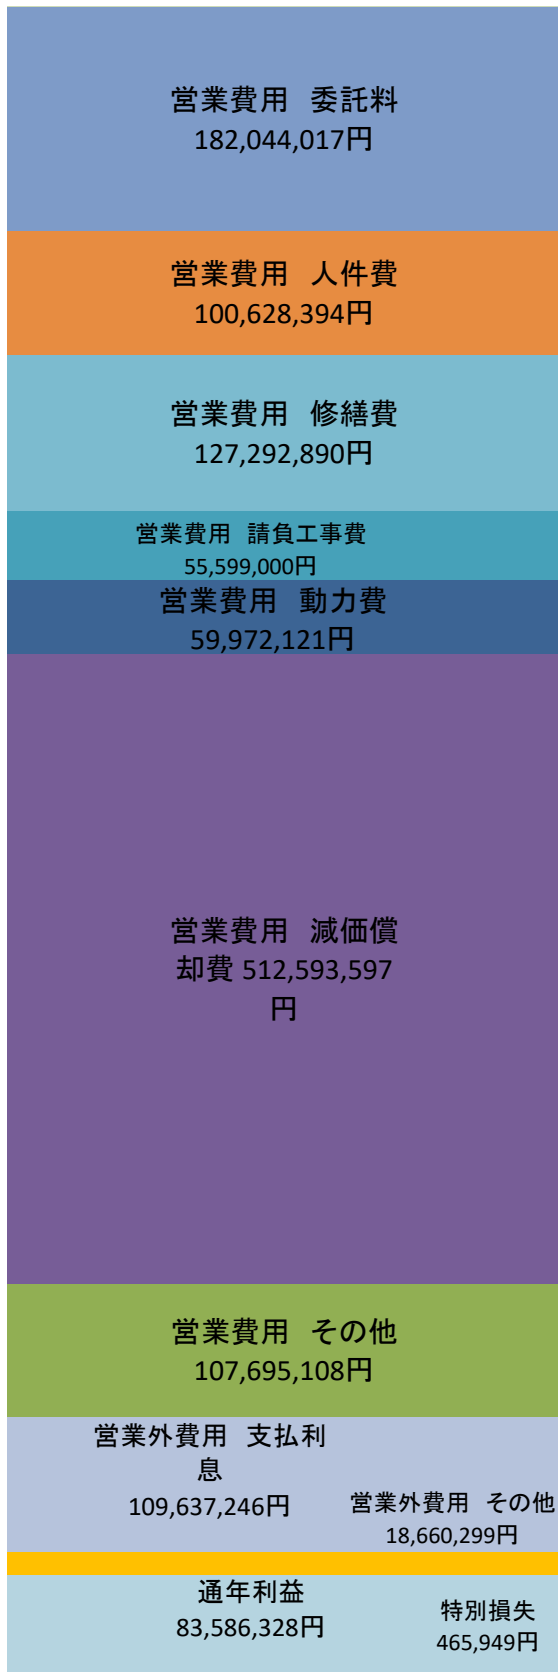 営業費用　委託料
182,044,017円
営業費用　人件費
100,628,394円
営業費用　修繕費
127,292,890円
営業費用　請負工事費
55,599,000円
営業費用　動力費
59,972,121円
営業費用　減価償
却費 512,593,597
円
営業費用　その他
107,695,108円
営業外費用　支払利
息
109,637,246円
営業外費用　その他
18,660,299円
通年利益
83,586,328円
特別損失
465,949円